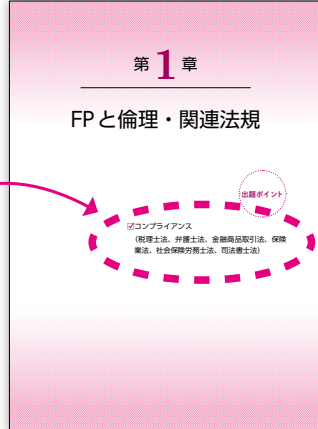 第1章
FPと倫理・関連法規
出題ポイント
☑コンプライアンス
(税理士法、弁護士法、金融商品取引法、保険
業法、社会保険労務士法、司法書士法)